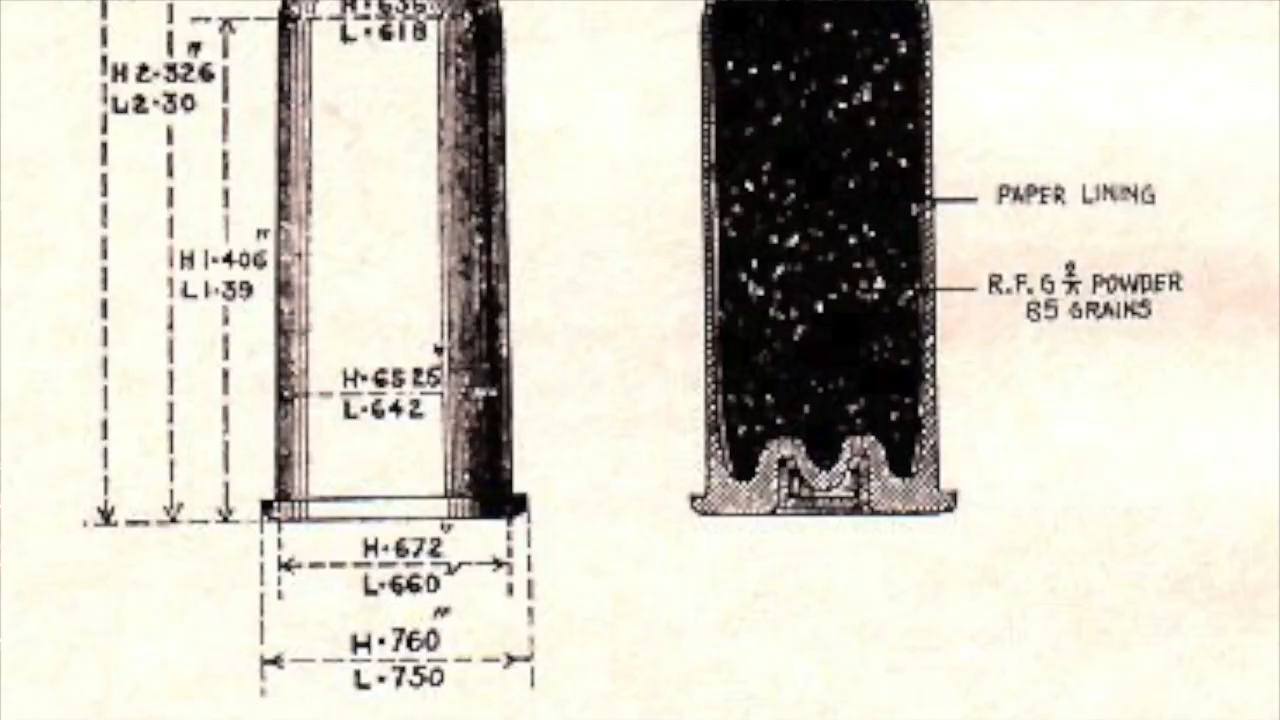 H·636
L·618
H 2·326"
L 2·30
H 1·406"
L 1·39
H·6525"
L·642
H·672"
L·660
H·760"
L·750
PAPER LINING
R.F.G POWDER
85 GRAINS